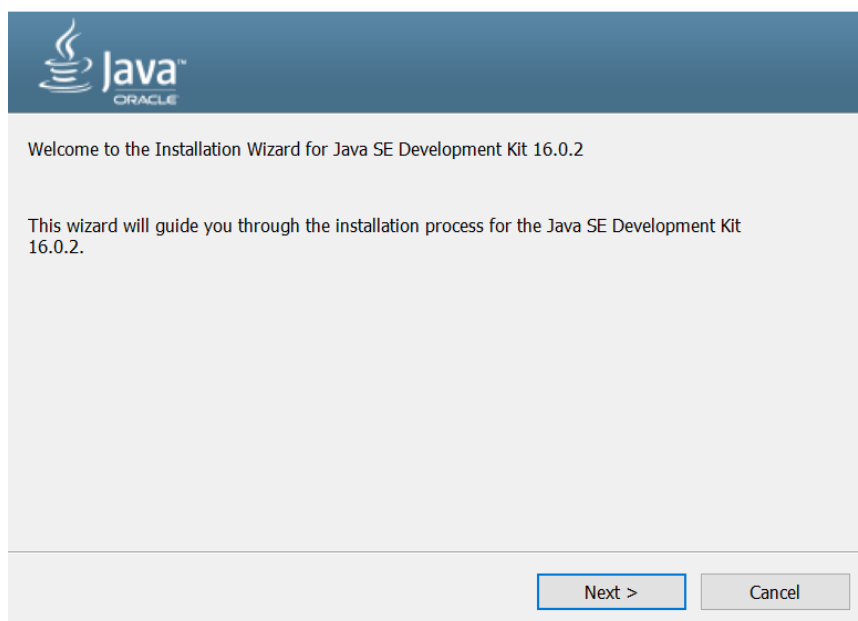 Java™
ORACLE
Welcome to the Installation Wizard for Java SE Development Kit 16.0.2
This wizard will guide you through the installation process for the Java SE Development Kit
16.0.2.
Next >
Cancel